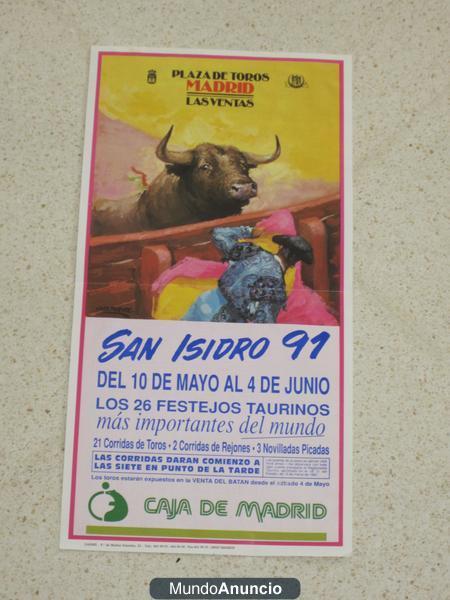 PLAZA DE TOROS
MADRID
LAS VENTAS
SAN ISIDRO 91
DEL 10 DE MAYO AL 4 DE JUNIO
LOS 26 FESTEJOS TAURINOS
más importantes del mundo
21 Corridas de Toros • 2 Corridas de Rejones • 3 Novilladas Picadas
LAS CORRIDAS DARAN COMIENZO A
LAS SIETE EN PUNTO DE LA TARDE
Los toros estarán expuestos en la VENTA DEL BATAN desde el sábado 4 de Mayo
CAJA DE MADRID
MundoAnuncio